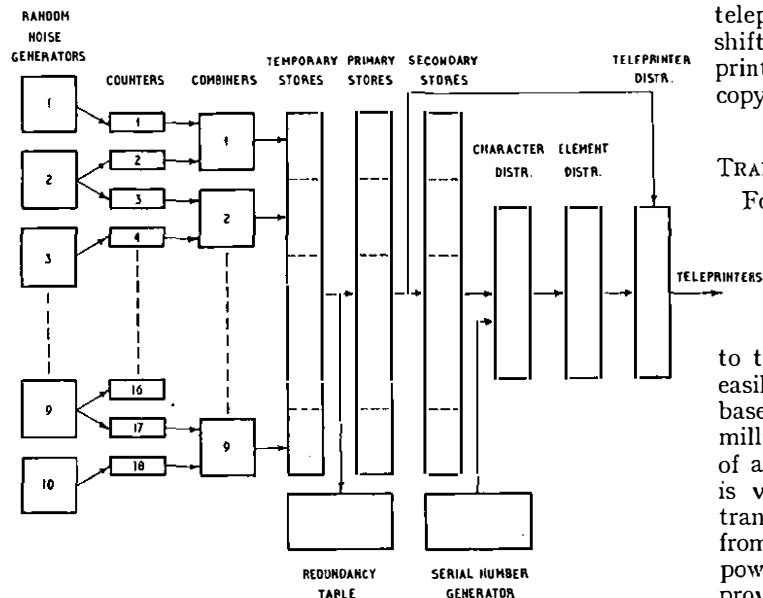 RANDOM
NOISE
GENERATORS
COUNTERS
COMBINERS
TEMPORARY
STORES
PRIMARY
STORES
SECONDARY
STORES
TELEPRINTER
DISTR.
CHARACTER
DISTR.
ELEMENT
DISTR.
1
2
3
9
10
1
2
3
4
16
17
18
1
2
9
TELEPRINTERS
REDUNDANCY
TABLE
SERIAL NUMBER
GENERATOR
telep
shift
print
copy
TRA
Fo
to t
easil
base
mill
of a
is v
tran
from
pow
prov